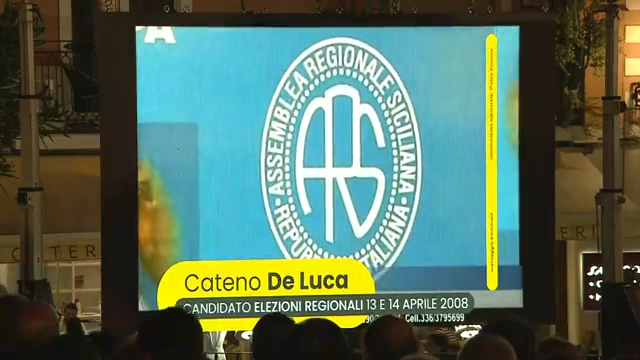 A
ASSEMBLEA REGIONALE SICILIANA
ARS
· REPUBBLICA ITALIANA ·
Cateno De Luca
CANDIDATO ELEZIONI REGIONALI 13 E 14 APRILE 2008
Cell.336/3795699